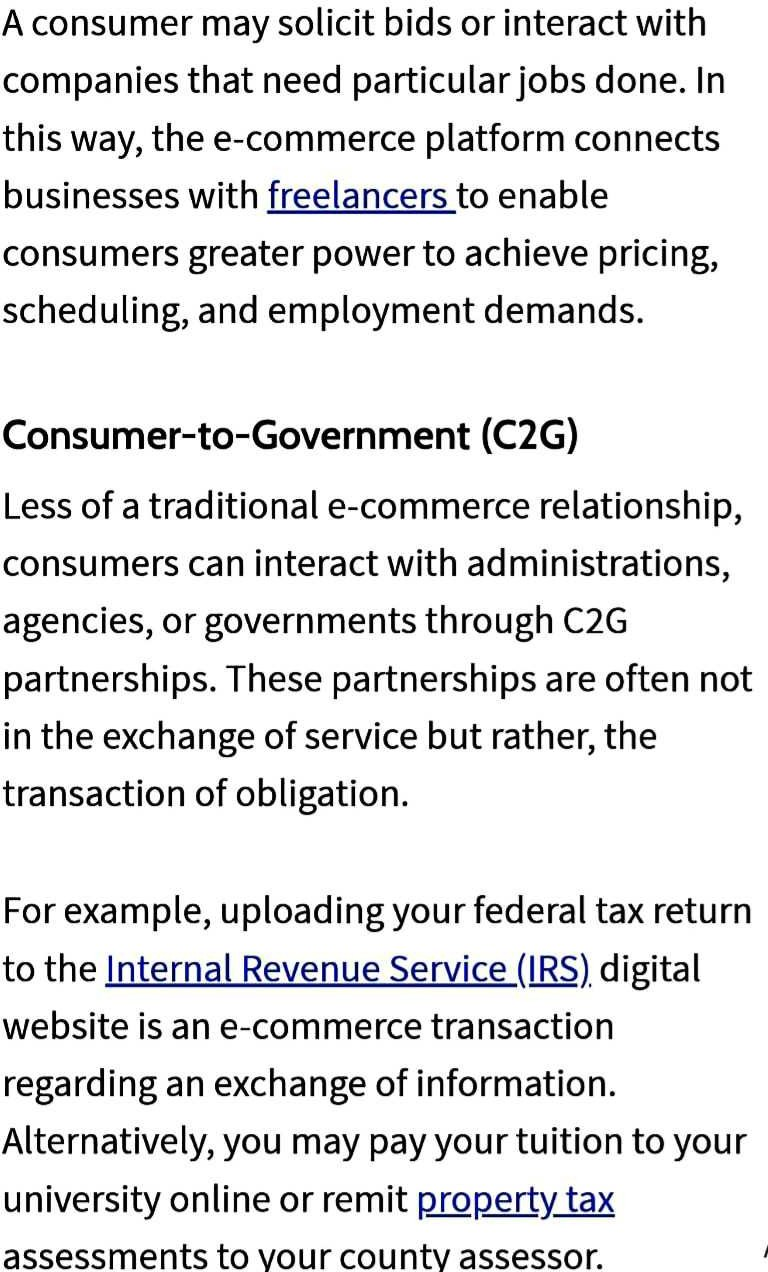 A consumer may solicit bids or interact with
companies that need particular jobs done. In
this way, the e-commerce platform connects
businesses with freelancers to enable
consumers greater power to achieve pricing,
scheduling, and employment demands.
Consumer-to-Government (C2G)
Less of a traditional e-commerce relationship,
consumers can interact with administrations,
agencies, or governments through C2G
partnerships. These partnerships are often not
in the exchange of service but rather, the
transaction of obligation.
For example, uploading your federal tax return
to the Internal Revenue Service (IRS) digital
website is an e-commerce transaction
regarding an exchange of information.
Alternatively, you may pay your tuition to your
university online or remit property tax
assessments to your county assessor.